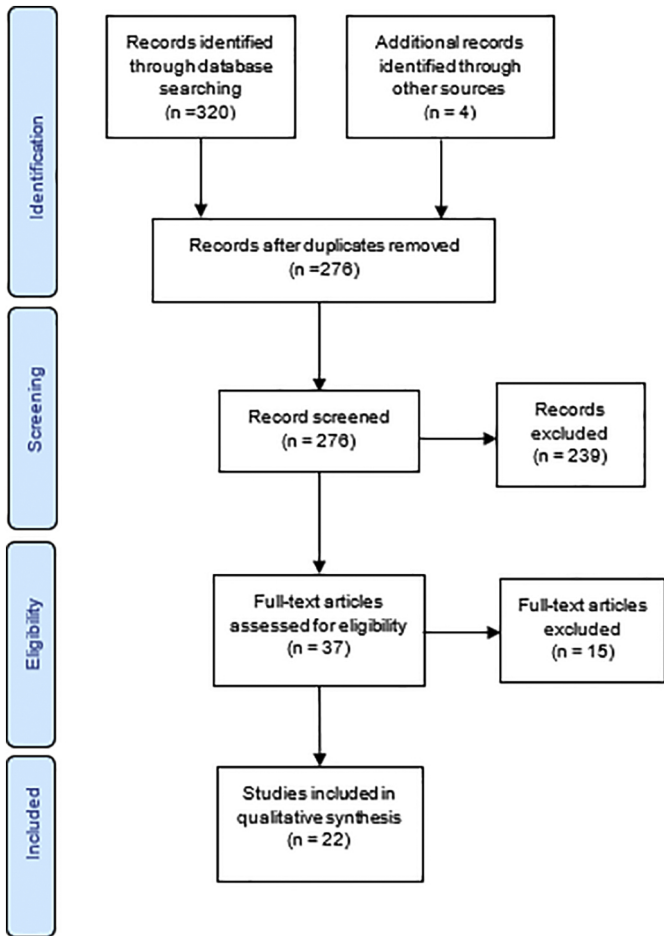 Identification
Records identified
through database
searching
(n =320)
Additional records
identified through
other sources
(n = 4)
Records after duplicates removed
(n =276)
Screening
Record screened
(n = 276)
Records
excluded
(n = 239)
Eligibility
Full-text articles
assessed for eligibility
(n = 37)
Full-text articles
excluded
(n = 15)
Included
Studies included in
qualitative synthesis
(n = 22)